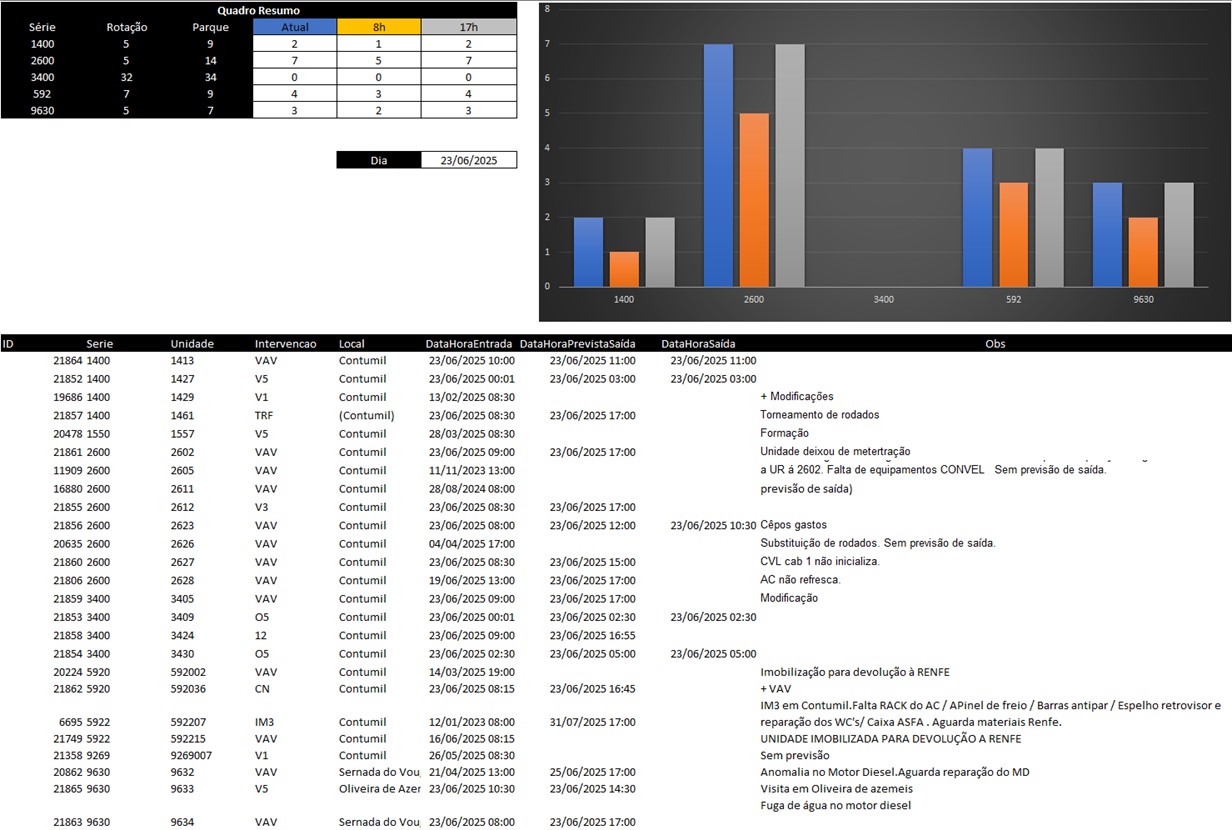 Quadro Resumo
Série Rotação Parque Atual 8h 17h
1400 5 9 2 1 2
2600 5 14 7 5 7
3400 32 34 0 0 0
592 7 9 4 3 4
9630 5 7 3 2 3
Dia 23/06/2025
8
7
6
5
4
3
2
1
0
1400 2600 3400 592 9630
ID Serie Unidade Intervencao Local DataHoraEntrada DataHoraPrevistaSaída DataHoraSaída Obs
21864 1400 1413 VAV Contumil 23/06/2025 10:00 23/06/2025 11:00 23/06/2025 11:00
21852 1400 1427 V5 Contumil 23/06/2025 00:01 23/06/2025 03:00 23/06/2025 03:00
19686 1400 1429 V1 Contumil 13/02/2025 08:30 + Modificações
21857 1400 1461 TRF (Contumil) 23/06/2025 08:30 23/06/2025 17:00 Torneamento de rodados
20478 1550 1557 V5 Contumil 28/03/2025 08:30 Formação
21861 2600 2602 VAV Contumil 23/06/2025 09:00 23/06/2025 17:00 Unidade deixou de metertração
11909 2600 2605 VAV Contumil 11/11/2023 13:00 a UR á 2602. Falta de equipamentos CONVEL Sem previsão de saída.
16880 2600 2611 VAV Contumil 28/08/2024 08:00 previsão de saída)
21855 2600 2612 V3 Contumil 23/06/2025 08:30 23/06/2025 17:00
21856 2600 2623 VAV Contumil 23/06/2025 08:00 23/06/2025 12:00 23/06/2025 10:30 Cêpos gastos
20635 2600 2626 VAV Contumil 04/04/2025 17:00 Substituição de rodados. Sem previsão de saída.
21860 2600 2627 VAV Contumil 23/06/2025 08:30 23/06/2025 15:00 CVL cab 1 não inicializa.
21806 2600 2628 VAV Contumil 19/06/2025 13:00 23/06/2025 17:00 AC não refresca.
21859 3400 3405 VAV Contumil 23/06/2025 09:00 23/06/2025 17:00 Modificação
21853 3400 3409 O5 Contumil 23/06/2025 00:01 23/06/2025 02:30 23/06/2025 02:30
21858 3400 3424 12 Contumil 23/06/2025 09:00 23/06/2025 16:55
21854 3400 3430 O5 Contumil 23/06/2025 02:30 23/06/2025 05:00 23/06/2025 05:00
20224 5920 592002 VAV Contumil 14/03/2025 19:00 Imobilização para devolução à RENFE
21862 5920 592036 CN Contumil 23/06/2025 08:15 23/06/2025 16:45 + VAV
IM3 em Contumil.Falta RACK do AC / APinel de freio / Barras antipar / Espelho retrovisor e
6695 5922 592207 IM3 Contumil 12/01/2023 08:00 31/07/2025 17:00 reparação dos WC's/ Caixa ASFA . Aguarda materiais Renfe.
21749 5922 592215 VAV Contumil 16/06/2025 08:15 UNIDADE IMOBILIZADA PARA DEVOLUÇÃO A RENFE
21358 9269 9269007 V1 Contumil 26/05/2025 08:30 Sem previsão
20862 9630 9632 VAV Sernada do Vou 21/04/2025 13:00 25/06/2025 17:00 Anomalia no Motor Diesel.Aguarda reparação do MD
21865 9630 9633 V5 Oliveira de Azer 23/06/2025 10:30 23/06/2025 14:30 Visita em Oliveira de azemeis
Fuga de água no motor diesel
21863 9630 9634 VAV Sernada do Vou 23/06/2025 08:00 23/06/2025 17:00